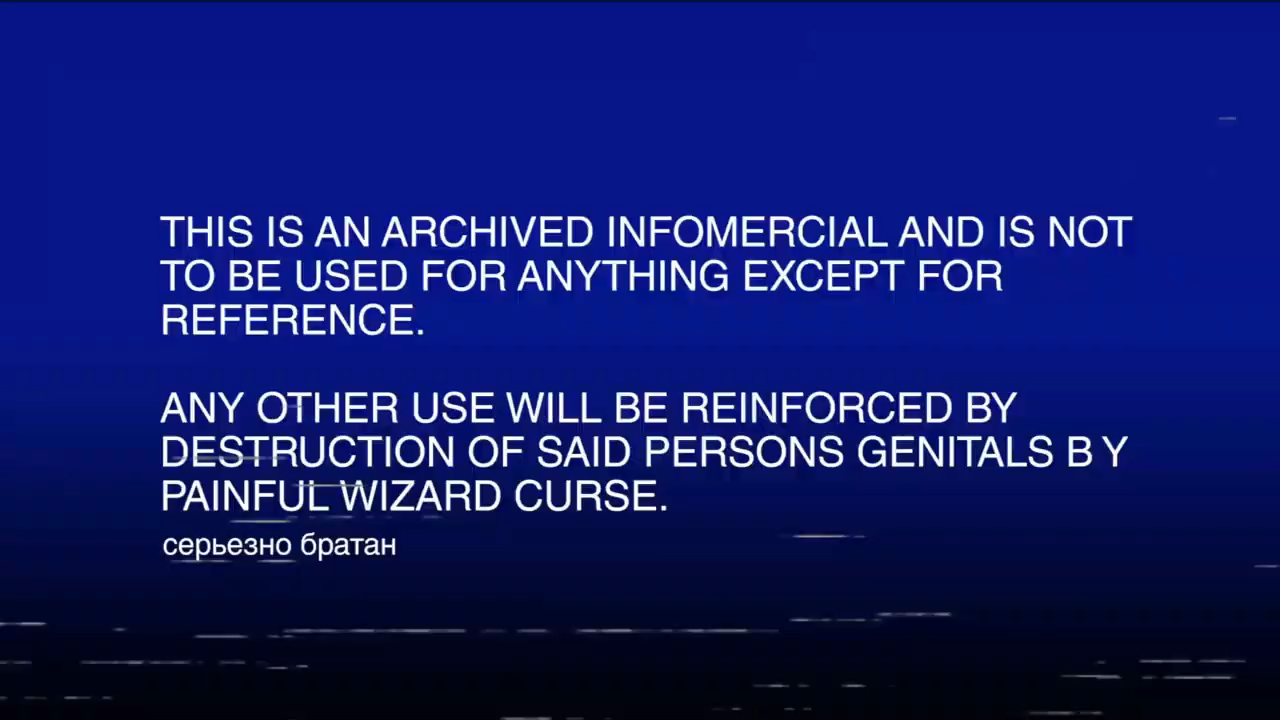 THIS IS AN ARCHIVED INFOMERCIAL AND IS NOT
TO BE USED FOR ANYTHING EXCEPT FOR
REFERENCE.
ANY OTHER USE WILL BE REINFORCED BY
DESTRUCTION OF SAID PERSONS GENITALS B Y
PAINFUL WIZARD CURSE.
серьезно братан